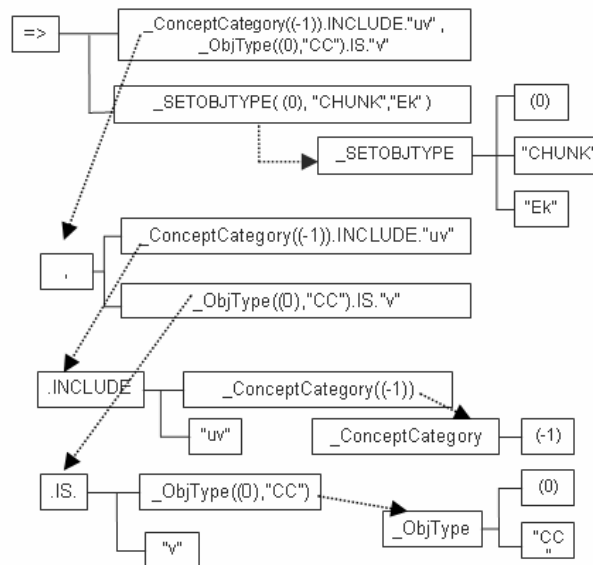 =>
_ConceptCategory((-1)).INCLUDE."uv" ,
_ObjType((0),"CC").IS."v"
_SETOBJTYPE( (0), "CHUNK","Ek" )
_SETOBJTYPE
(0)
"CHUNK"
"Ek"
,
_ConceptCategory((-1)).INCLUDE."uv"
_ObjType((0),"CC").IS."v"
.INCLUDE
_ConceptCategory((-1))
"uv"
_ConceptCategory
(-1)
.IS.
_ObjType((0),"CC")
"v"
_ObjType
(0)
"CC
"